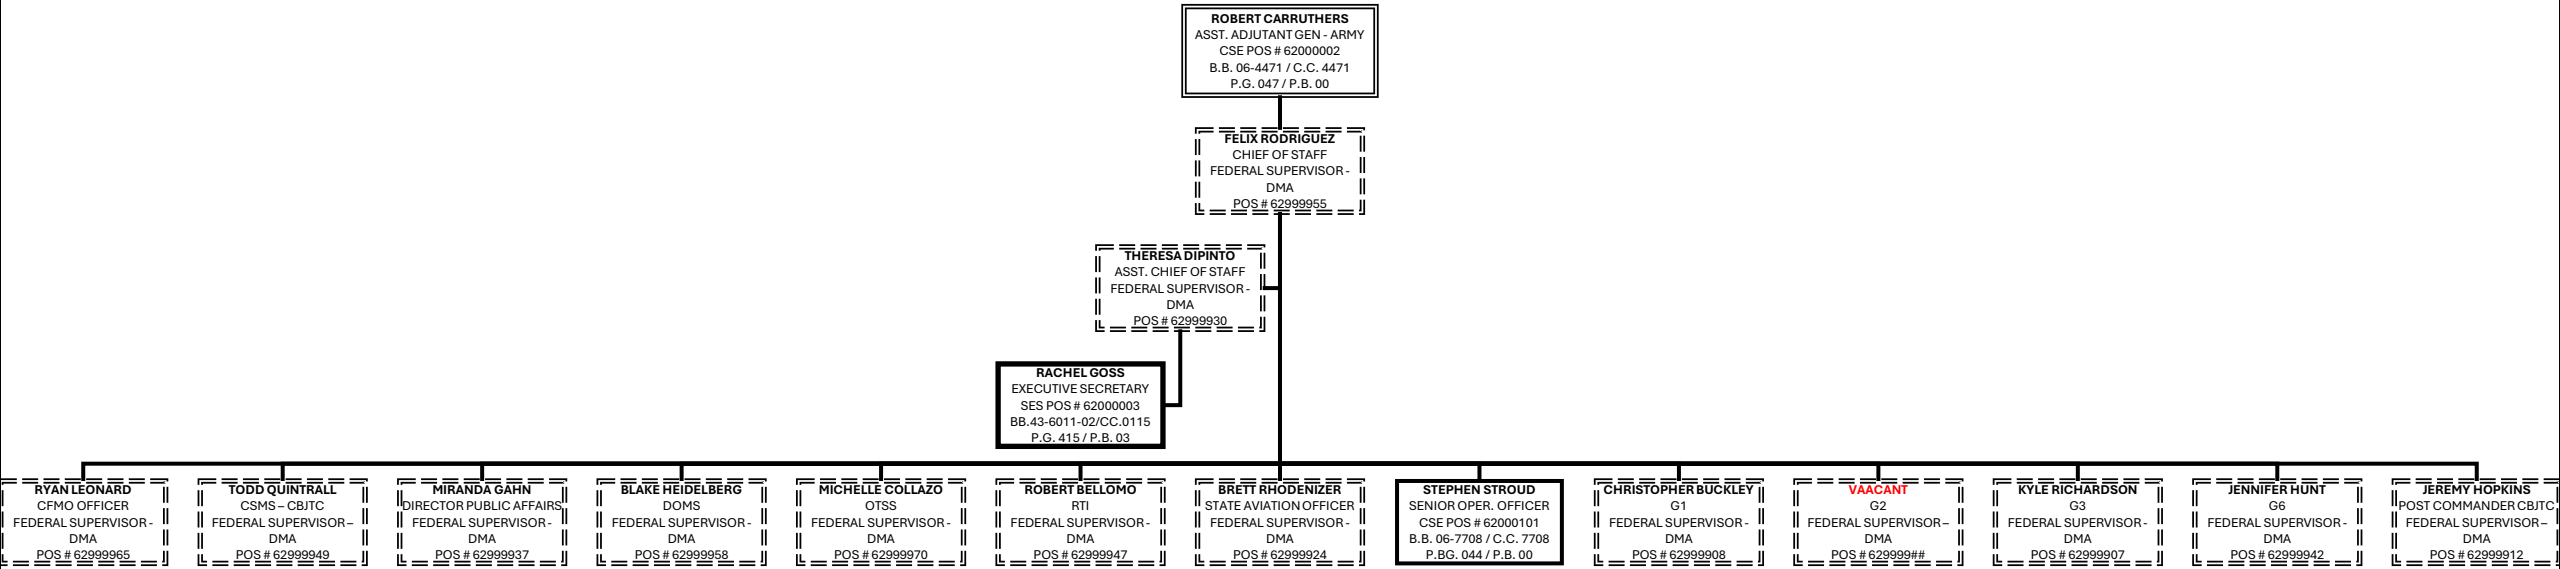 ROBERT CARRUTHERS
ASST. ADJUTANT GEN - ARMY
CSE POS # 62000002
B.B. 06-4471 / C.C. 4471
P.G. 047 / P.B. 00
FELIX RODRIGUEZ
CHIEF OF STAFF
FEDERAL SUPERVISOR -
DMA
POS # 62999955
THERESA DIPINTO
ASST. CHIEF OF STAFF
FEDERAL SUPERVISOR -
DMA
POS # 62999930
RACHEL GOSS
EXECUTIVE SECRETARY
SES POS # 62000003
BB.43-6011-02/CC.0115
P.G. 415 / P.B. 03
RYAN LEONARD
CFMO OFFICER
FEDERAL SUPERVISOR -
DMA
POS # 62999965
TODD QUINTRALL
CSMS – CBJTC
FEDERAL SUPERVISOR –
DMA
POS # 62999949
MIRANDA GAHN
DIRECTOR PUBLIC AFFAIRS
FEDERAL SUPERVISOR -
DMA
POS # 62999937
BLAKE HEIDELBERG
DOMS
FEDERAL SUPERVISOR -
DMA
POS # 62999958
MICHELLE COLLAZO
OTSS
FEDERAL SUPERVISOR -
DMA
POS # 62999970
ROBERT BELLOMO
RTI
FEDERAL SUPERVISOR -
DMA
POS # 62999947
BRETT RHODENIZER
STATE AVIATION OFFICER
FEDERAL SUPERVISOR -
DMA
POS # 62999924
STEPHEN STROUD
SENIOR OPER. OFFICER
CSE POS # 62000101
B.B. 06-7708 / C.C. 7708
P.BG. 044 / P.B. 00
CHRISTOPHER BUCKLEY
G1
FEDERAL SUPERVISOR -
DMA
POS # 62999908
VAACANT
G2
FEDERAL SUPERVISOR –
DMA
POS # 629999##
KYLE RICHARDSON
G3
FEDERAL SUPERVISOR -
DMA
POS # 62999907
JENNIFER HUNT
G6
FEDERAL SUPERVISOR -
DMA
POS # 62999942
JEREMY HOPKINS
POST COMMANDER CBJTC
FEDERAL SUPERVISOR –
DMA
POS # 62999912